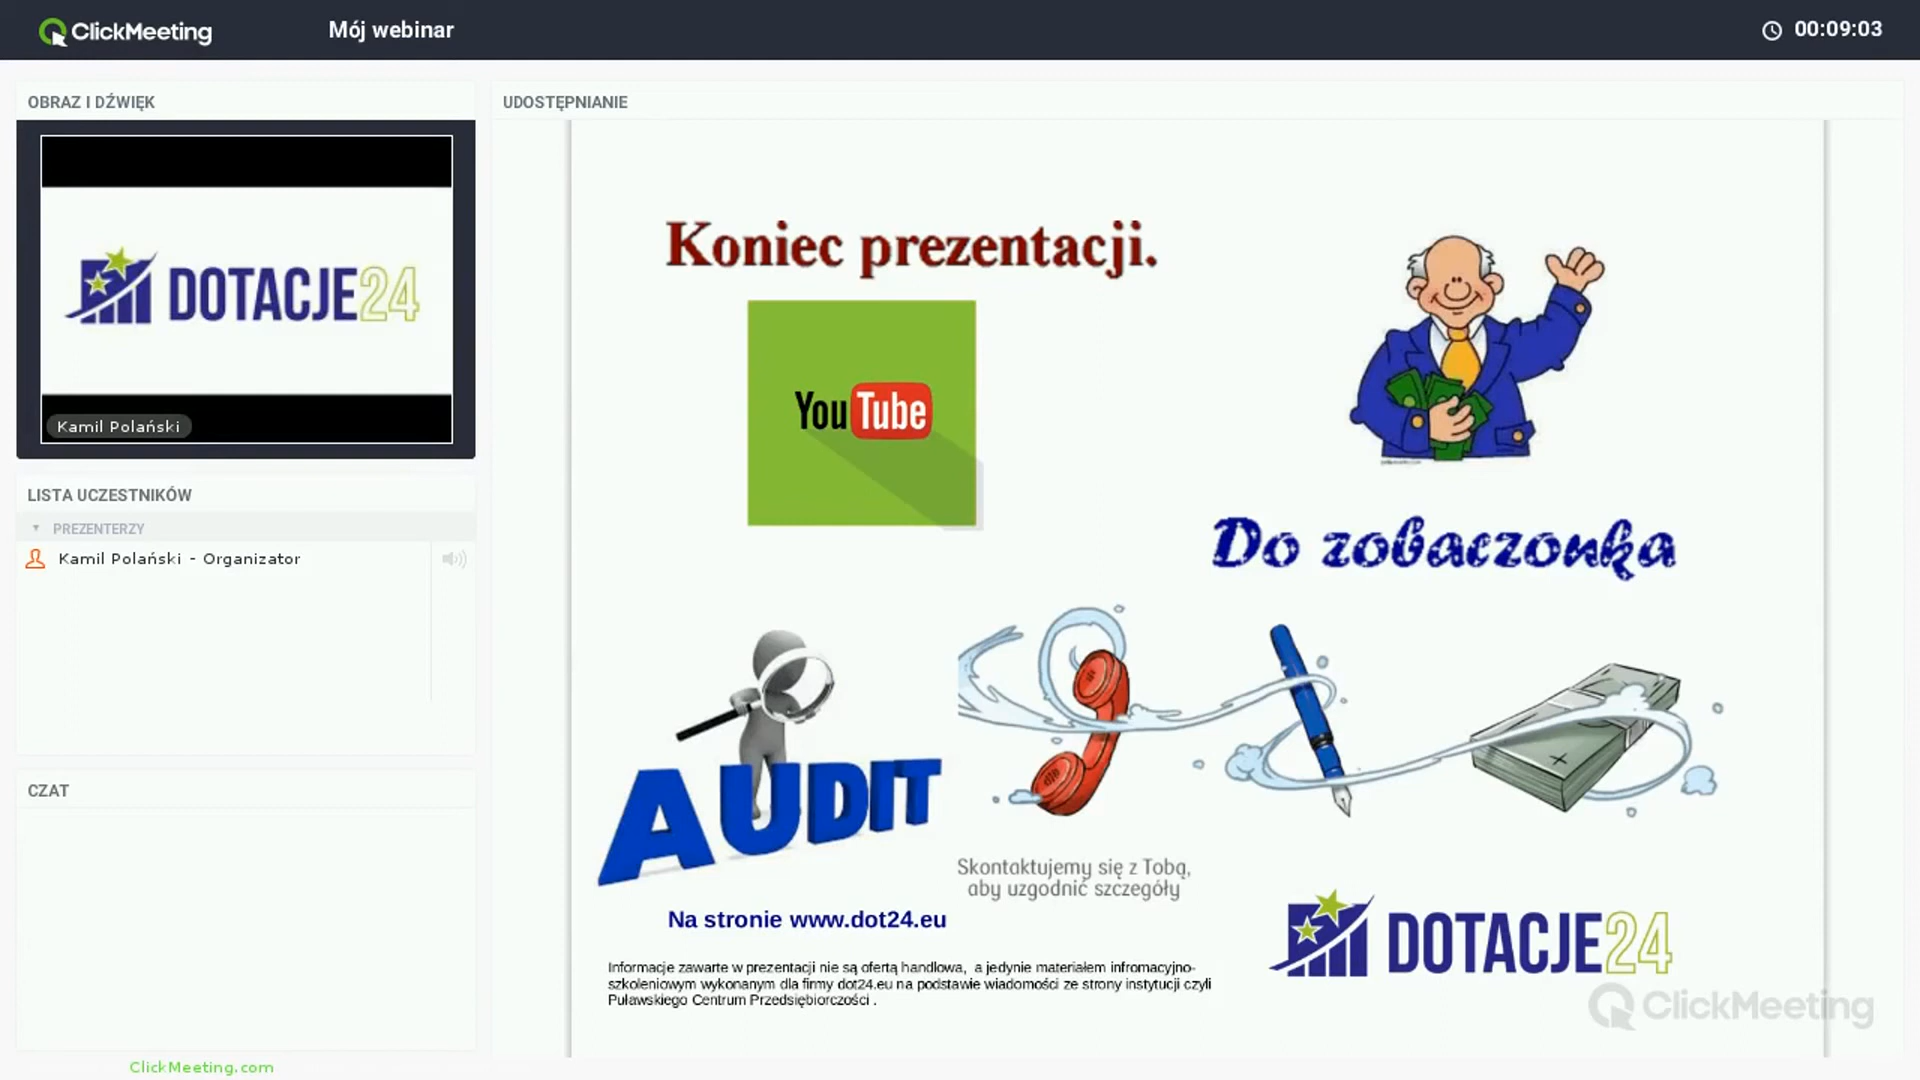 ClickMeeting
Mój webinar
00:09:03
OBRAZ I DŹWIĘK
DOTACJE24
Kamil Polański
LISTA UCZESTNIKÓW
PREZENTERZY
Kamil Polański - Organizator
CZAT
ClickMeeting.com
UDOSTĘPNIANIE
Koniec prezentacji.
YouTube
Do zobaczonka
AUDIT
Skontaktujemy się z Tobą,
aby uzgodnić szczegóły
Na stronie www.dot24.eu
DOTACJE24
Informacje zawarte w prezentacji nie są ofertą handlowa, a jedynie materiałem infromacyjno-
szkoleniowym wykonanym dla firmy dot24.eu na podstawie wiadomości ze strony instytucji czyli
Puławskiego Centrum Przedsiębiorczości .
ClickMeeting